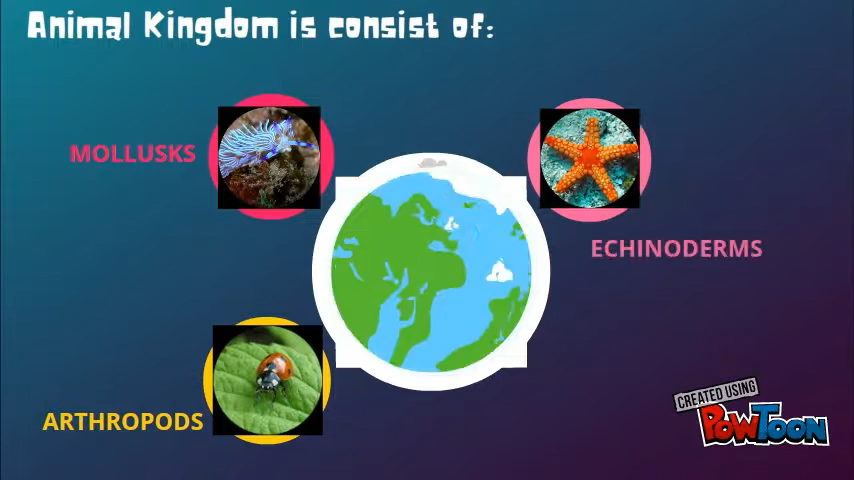 Animal Kingdom is consist of:
MOLLUSKS
ECHINODERMS
ARTHROPODS
CREATED USING
POWTOON